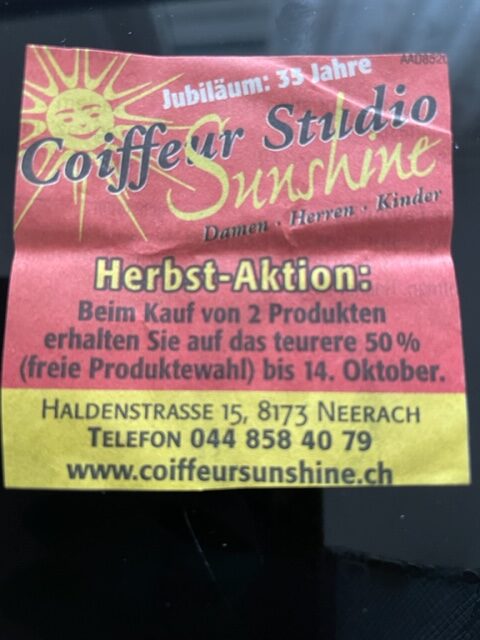 AAD8520
Jubiläum: 35 Jahre
Coiffeur Studio
Sunshine
Damen · Herren · Kinder
Herbst-Aktion:
Beim Kauf von 2 Produkten
erhalten Sie auf das teurere 50%
(freie Produktewahl) bis 14. Oktober.
HALDENSTRASSE 15, 8173 NEERACH
TELEFON 044 858 40 79
www.coiffeursunshine.ch